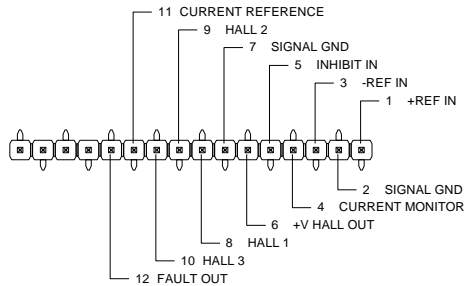 11 CURRENT REFERENCE
9 HALL 2
7 SIGNAL GND
5 INHIBIT IN
3 -REF IN
1 +REF IN
2 SIGNAL GND
4 CURRENT MONITOR
6 +V HALL OUT
8 HALL 1
10 HALL 3
12 FAULT OUT